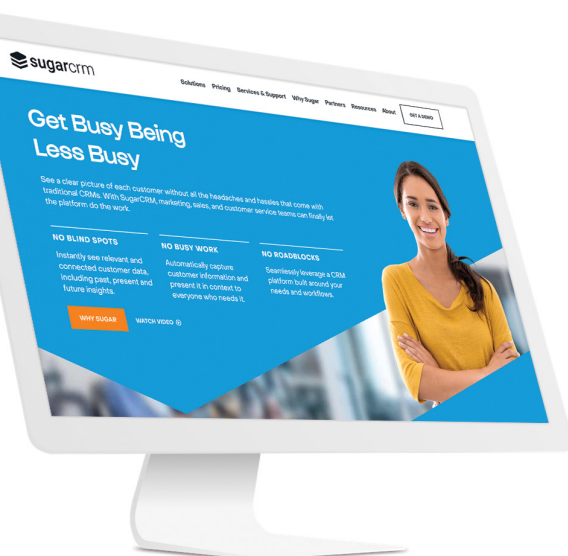 sugarcrm
Solutions Pricing Services & Support Why Sugar Partners Resources About GET A DEMO
Get Busy Being
Less Busy
See a clear picture of each customer without all the headaches and hassles that come with
traditional CRMs. With SugarCRM, marketing, sales, and customer service teams can finally let
the platform do the work.
NO BLIND SPOTS
Instantly see relevant and
connected customer data,
including past, present and
future insights.
NO BUSY WORK
Automatically capture
customer information and
present it in context to
everyone who needs it.
NO ROADBLOCKS
Seamlessly leverage a CRM
platform built around your
needs and workflows.
WHY SUGAR WATCH VIDEO